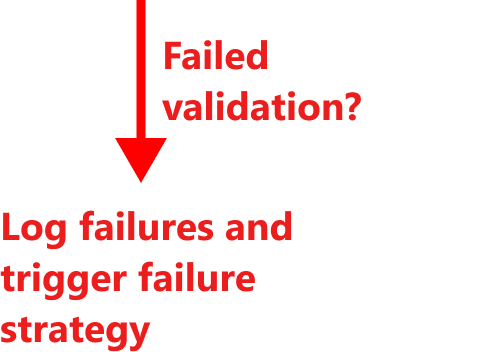 Failed
validation?
Log failures and
trigger failure
strategy